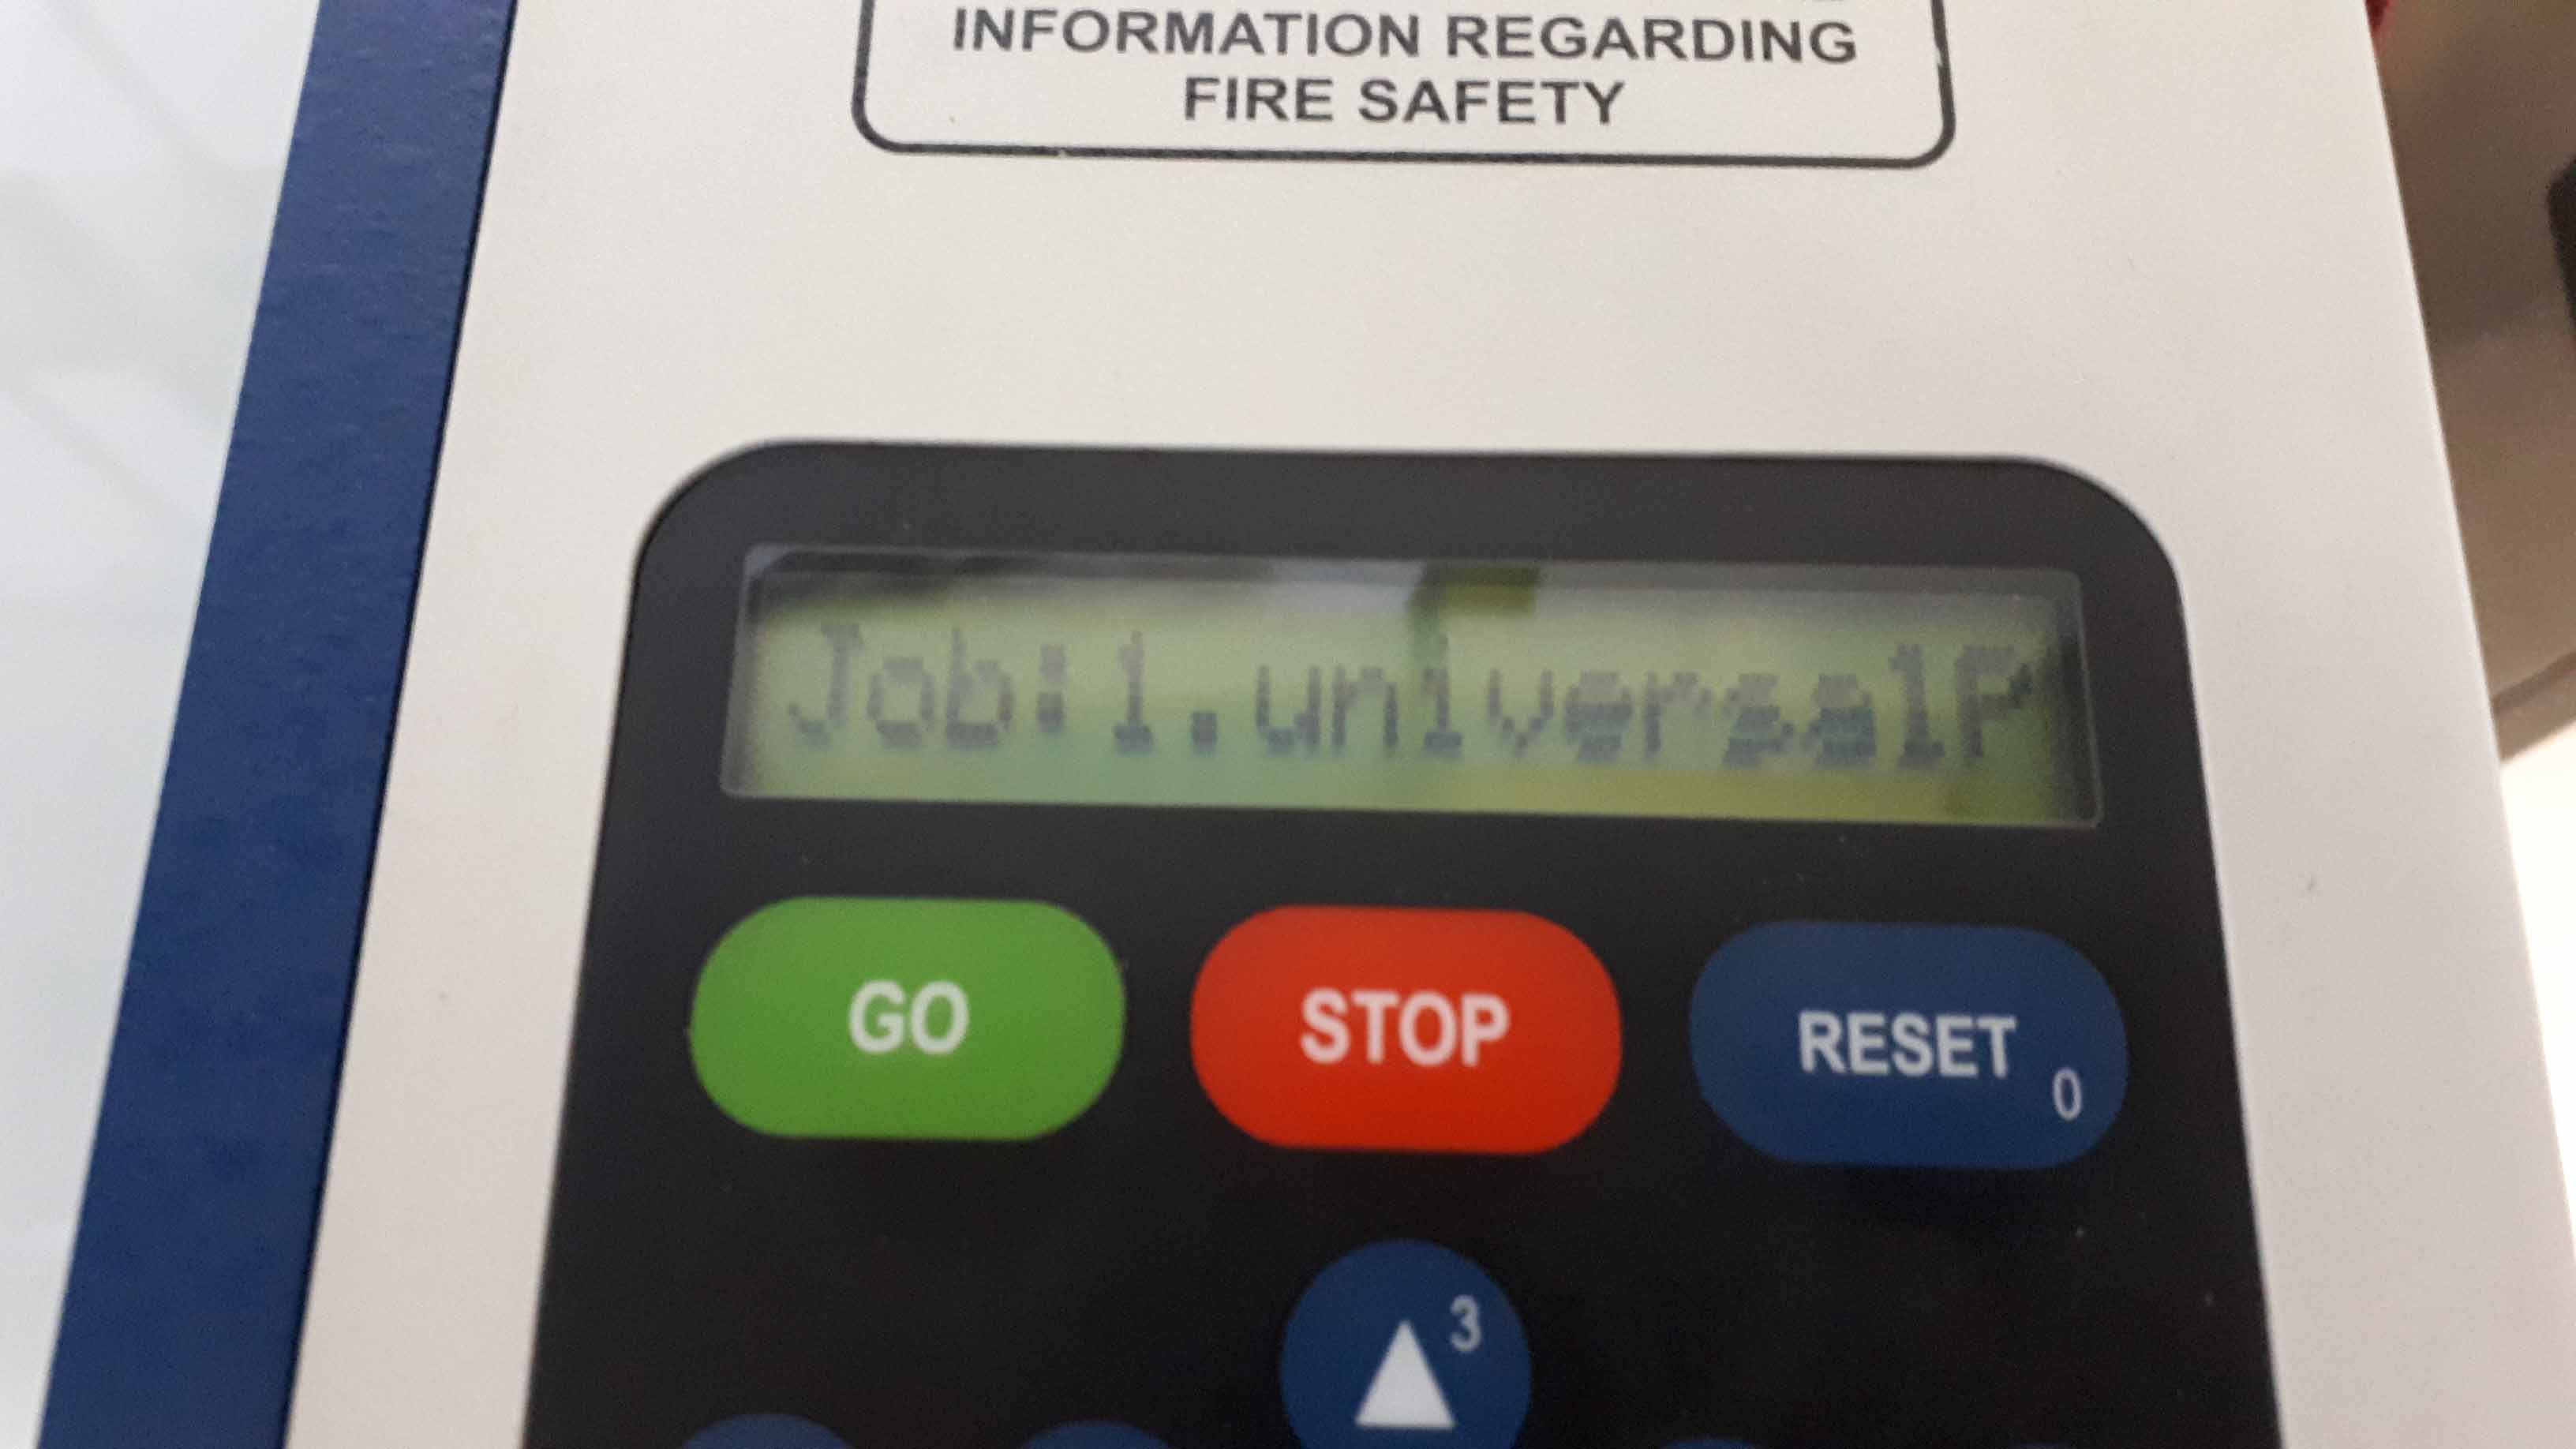 INFORMATION REGARDING
FIRE SAFETY
Job:1.universalP
GO
STOP
RESET
0
3